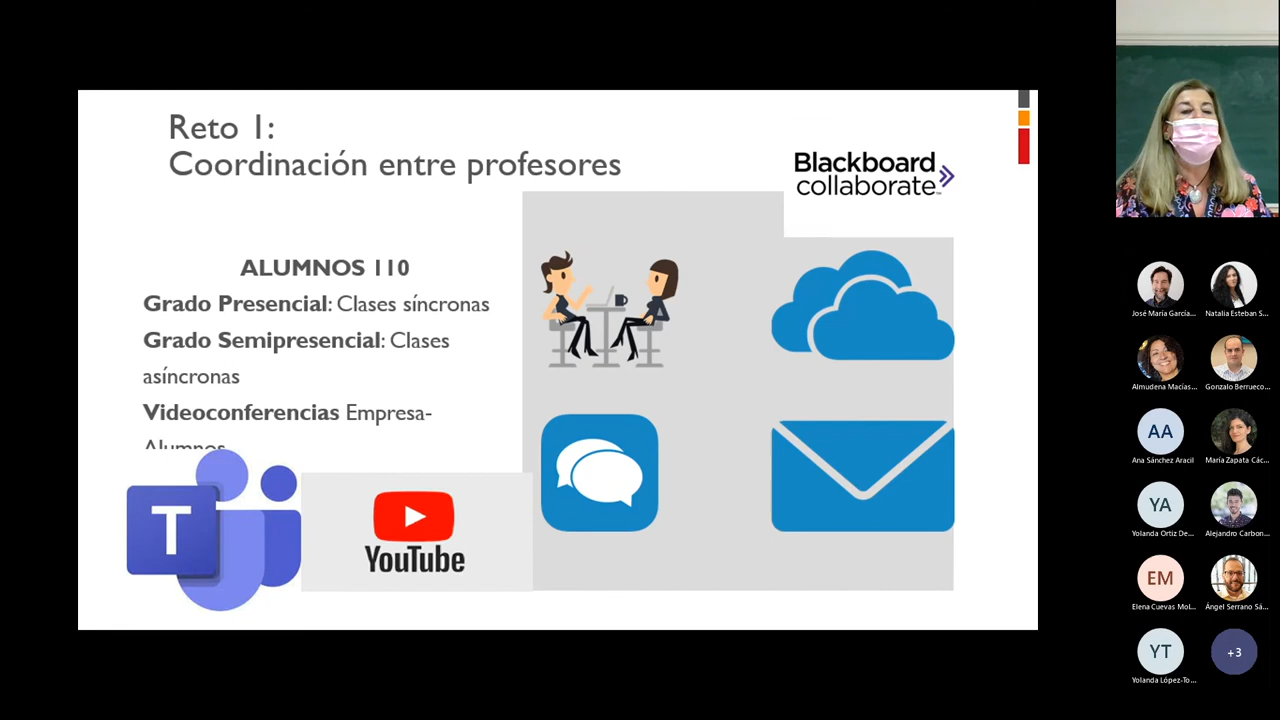 Reto 1:
Coordinación entre profesores
Blackboard
collaborate
ALUMNOS 110
Grado Presencial: Clases síncronas
Grado Semipresencial: Clases
asíncronas
Videoconferencias Empresa-
Alumnos
T
YouTube
José María García...
Natalia Esteban S...
Almudena Macías...
Gonzalo Berrueco...
AA
Ana Sánchez Aracil
María Zapata Các...
YA
Yolanda Ortiz De...
Alejandro Carbon...
EM
Elena Cuevas Mol...
Ángel Serrano Sá...
YT
Yolanda López-To...
+3